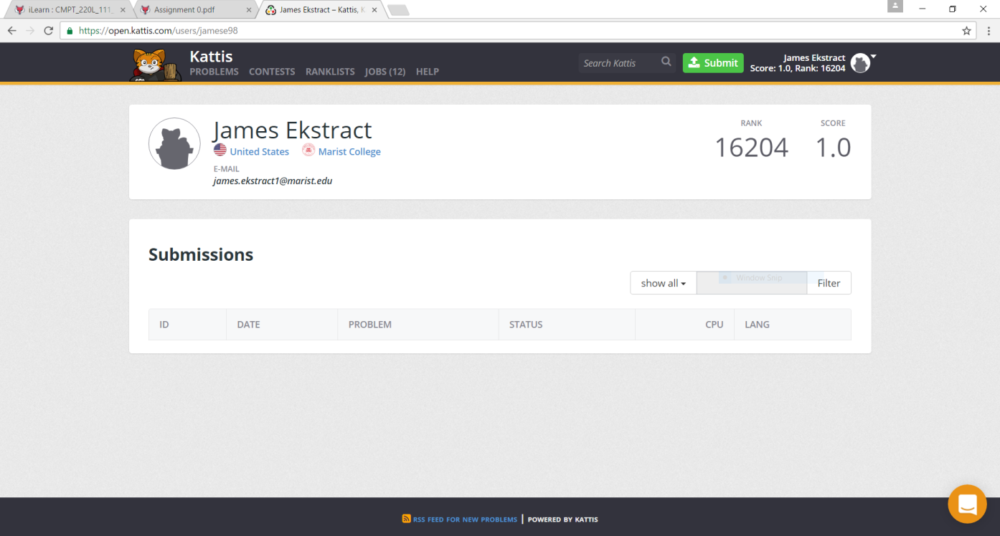 iLearn : CMPT_220L_111_
Assignment 0.pdf
James Ekstract – Kattis, K
https://open.kattis.com/users/jamese98
Kattis
PROBLEMS CONTESTS RANKLISTS JOBS (12) HELP
Search Kattis
Submit
James Ekstract
Score: 1.0, Rank: 16204
James Ekstract
United States Marist College
E-MAIL
james.ekstract1@marist.edu
RANK SCORE
16204 1.0
Submissions
show all Window Snip Filter
ID DATE PROBLEM STATUS CPU LANG
RSS FEED FOR NEW PROBLEMS | POWERED BY KATTIS